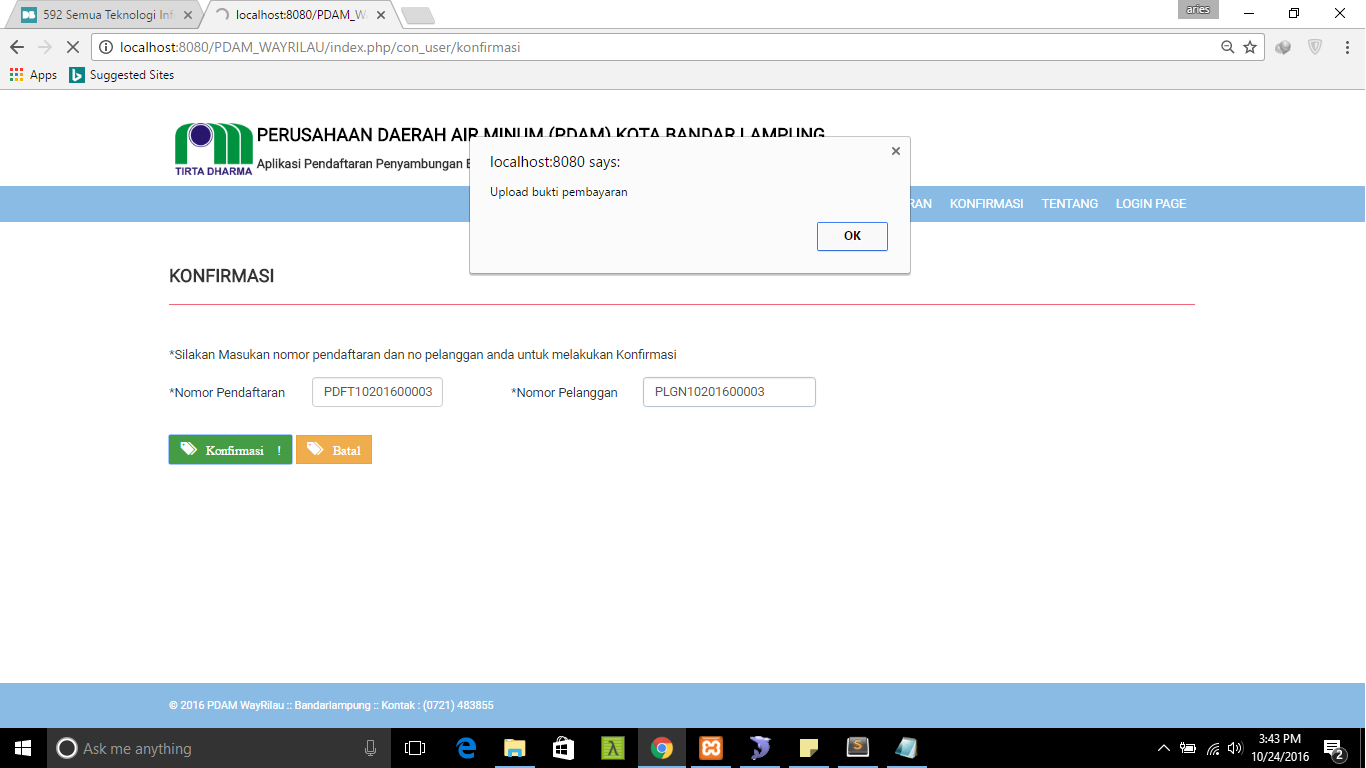 592 Semua Teknologi Inf
localhost:8080/PDAM_W
aries
localhost:8080/PDAM_WAYRILAU/index.php/con_user/konfirmasi
Apps
Suggested Sites
PERUSAHAAN DAERAH AIR MINUM (PDAM) KOTA BANDAR LAMPUNG
TIRTA DHARMA
Aplikasi Pendaftaran Penyambungan
localhost:8080 says:
Upload bukti pembayaran
OK
RAN KONFIRMASI TENTANG LOGIN PAGE
KONFIRMASI
*Silakan Masukan nomor pendaftaran dan no pelanggan anda untuk melakukan Konfirmasi
*Nomor Pendaftaran PDFT10201600003 *Nomor Pelanggan PLGN10201600003
Konfirmasi ! Batal
© 2016 PDAM WayRilau :: Bandarlampung :: Kontak : (0721) 483855
Ask me anything
3:43 PM
10/24/2016
2